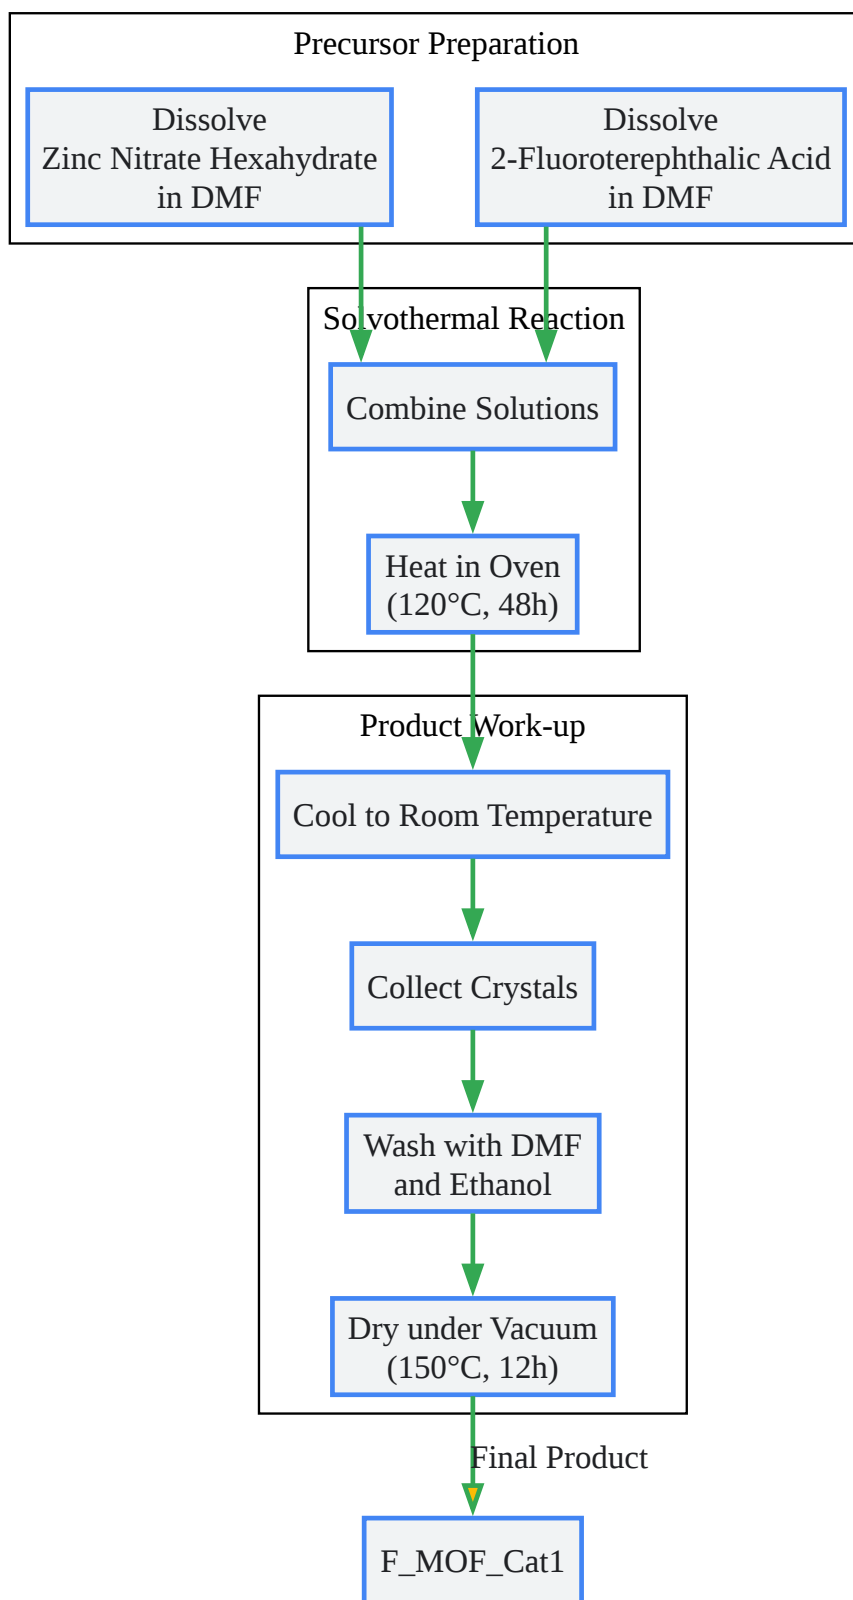 Precursor Preparation
Dissolve
Zinc Nitrate Hexahydrate
in DMF
Dissolve
2-Fluoroterephthalic Acid
in DMF
Solvothermal Reaction
Combine Solutions
Heat in Oven
(120°C, 48h)
Product Work-up
Cool to Room Temperature
Collect Crystals
Wash with DMF
and Ethanol
Dry under Vacuum
(150°C, 12h)
Final Product
F_MOF_Cat1